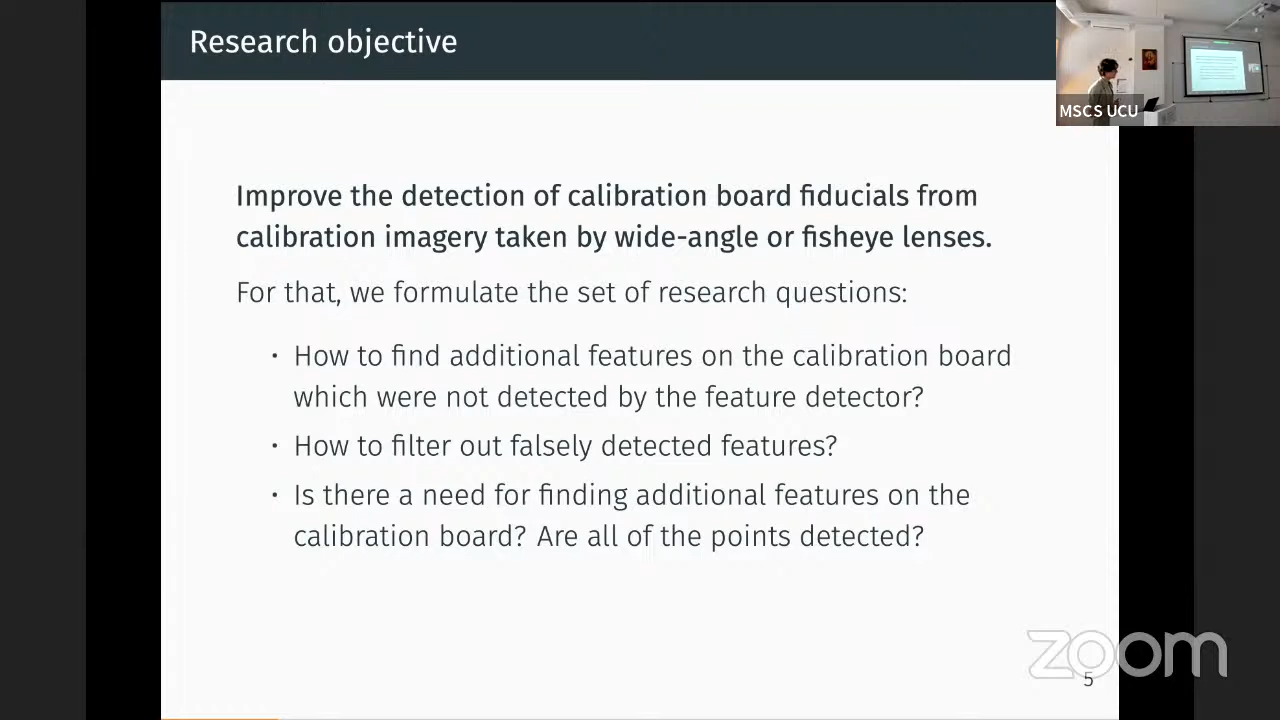 Research objective
MSCS UCU
Improve the detection of calibration board fiducials from
calibration imagery taken by wide-angle or fisheye lenses.
For that, we formulate the set of research questions:
• How to find additional features on the calibration board
which were not detected by the feature detector?
• How to filter out falsely detected features?
• Is there a need for finding additional features on the
calibration board? Are all of the points detected?
zoom
5